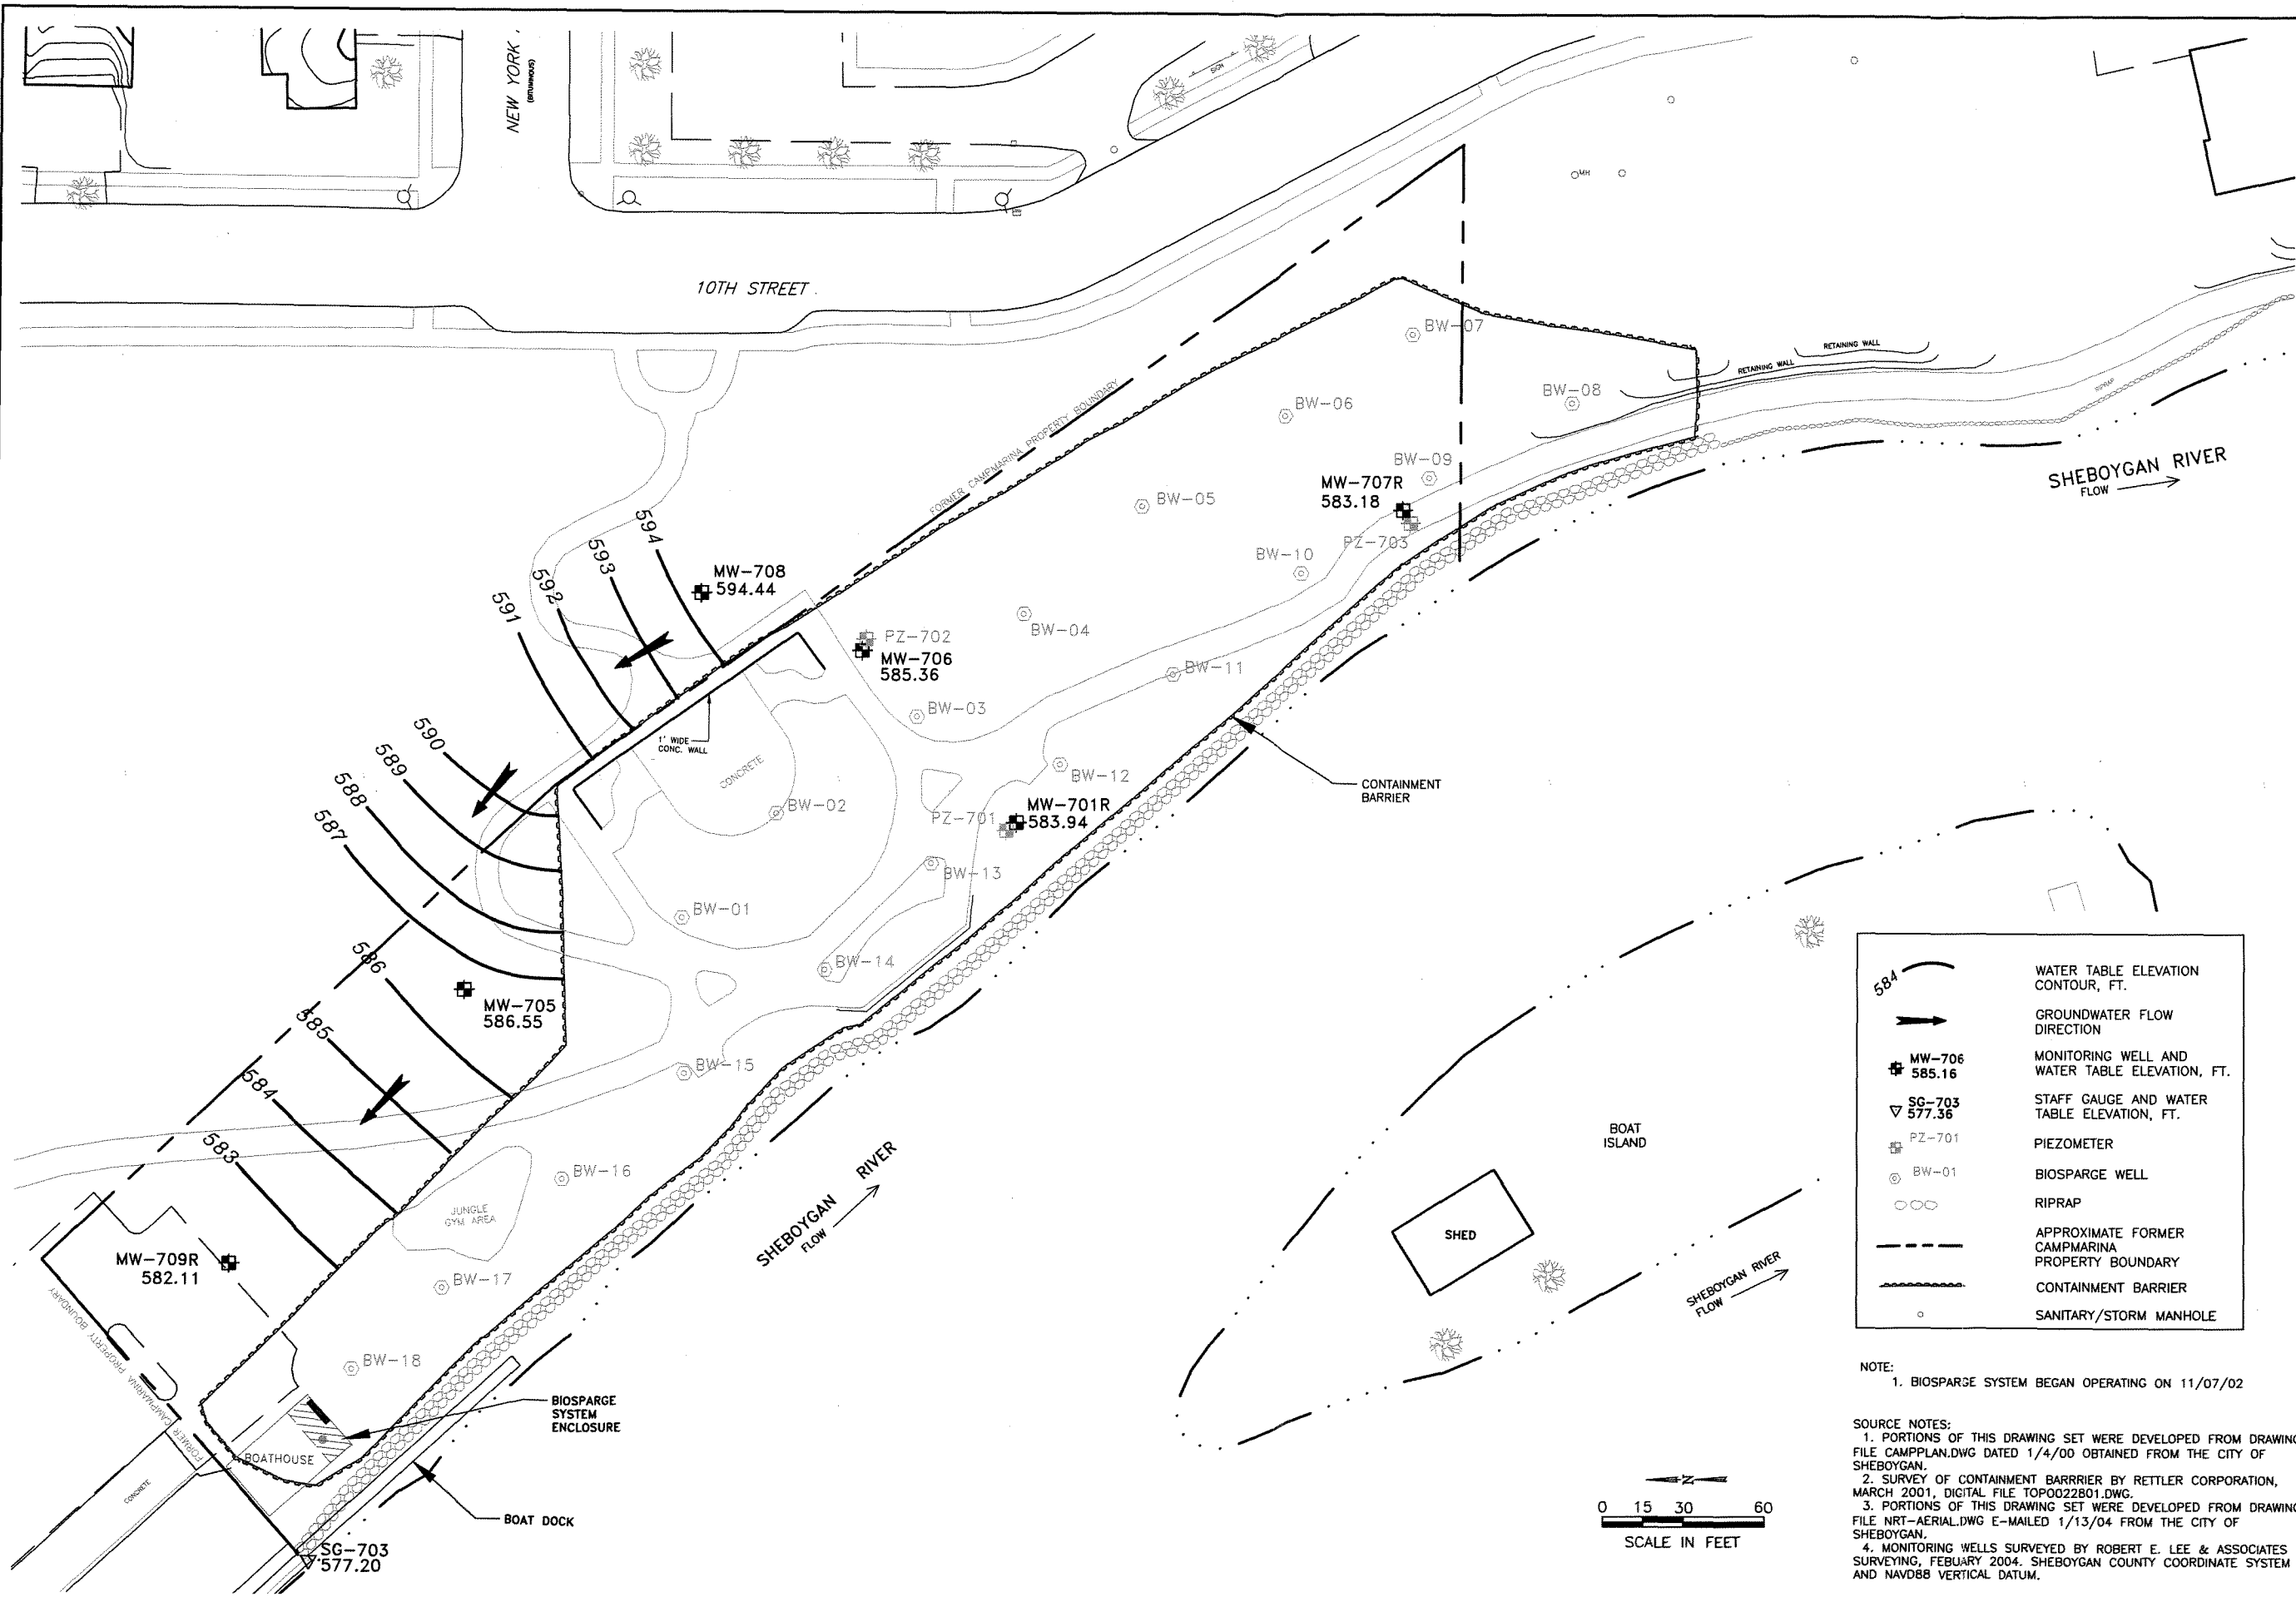 NEW YORK
(BITUMINOUS)
SIGN
MH
10TH STREET
BW-07
RETAINING WALL
RETAINING WALL
RIPRAP
BW-08
BW-06
FORMER CAMPMARINA PROPERTY BOUNDARY
SHEBOYGAN RIVER
FLOW
BW-09
MW-707R
583.18
PZ-703
BW-05
BW-10
594
593
592
591
MW-708
594.44
BW-04
PZ-702
MW-706
585.36
BW-11
BW-03
1' WIDE
CONC. WALL
590
589
588
587
CONCRETE
BW-12
CONTAINMENT
BARRIER
BW-02
MW-701R
583.94
PZ-701
BW-13
BW-01
586
BW-14
MW-705
586.55
585
BW-15
584
583
BW-16
JUNGLE
GYM AREA
SHEBOYGAN RIVER
FLOW
BOAT
ISLAND
SHED
SHEBOYGAN RIVER
FLOW
MW-709R
582.11
BW-17
FORMER CAMPMARINA PROPERTY BOUNDARY
BW-18
BIOSPARGE
SYSTEM
ENCLOSURE
BOATHOUSE
CONCRETE
BOAT DOCK
SG-703
577.20
584
WATER TABLE ELEVATION
CONTOUR, FT.
GROUNDWATER FLOW
DIRECTION
MW-706
585.16
MONITORING WELL AND
WATER TABLE ELEVATION, FT.
SG-703
577.36
STAFF GAUGE AND WATER
TABLE ELEVATION, FT.
PZ-701
PIEZOMETER
BW-01
BIOSPARGE WELL
RIPRAP
APPROXIMATE FORMER
CAMPMARINA
PROPERTY BOUNDARY
CONTAINMENT BARRIER
SANITARY/STORM MANHOLE
NOTE:
1. BIOSPARGE SYSTEM BEGAN OPERATING ON 11/07/02
SOURCE NOTES:
1. PORTIONS OF THIS DRAWING SET WERE DEVELOPED FROM DRAWING
FILE CAMPPLAN.DWG DATED 1/4/00 OBTAINED FROM THE CITY OF
SHEBOYGAN.
2. SURVEY OF CONTAINMENT BARRRIER BY RETTLER CORPORATION,
MARCH 2001, DIGITAL FILE TOPO022801.DWG.
3. PORTIONS OF THIS DRAWING SET WERE DEVELOPED FROM DRAWING
FILE NRT-AERIAL.DWG E-MAILED 1/13/04 FROM THE CITY OF
SHEBOYGAN.
4. MONITORING WELLS SURVEYED BY ROBERT E. LEE & ASSOCIATES
SURVEYING, FEBUARY 2004. SHEBOYGAN COUNTY COORDINATE SYSTEM
AND NAVD88 VERTICAL DATUM.
N
0 15 30 60
SCALE IN FEET